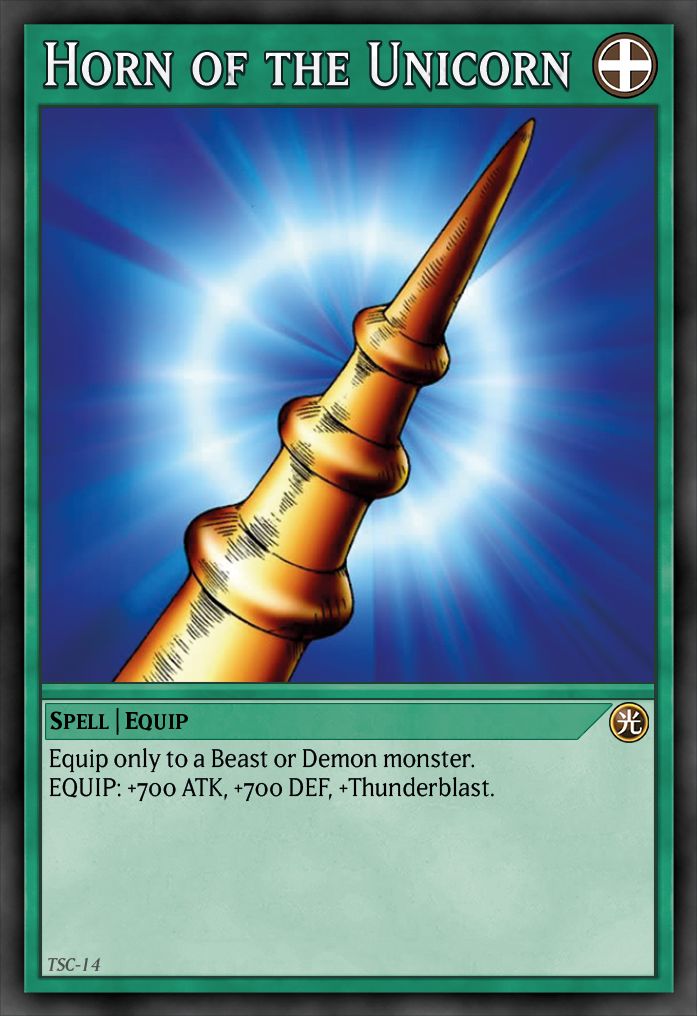 Horn of the Unicorn
Spell | Equip
光
Equip only to a Beast or Demon monster.
EQUIP: +700 ATK, +700 DEF, +Thunderblast.
TSC-14